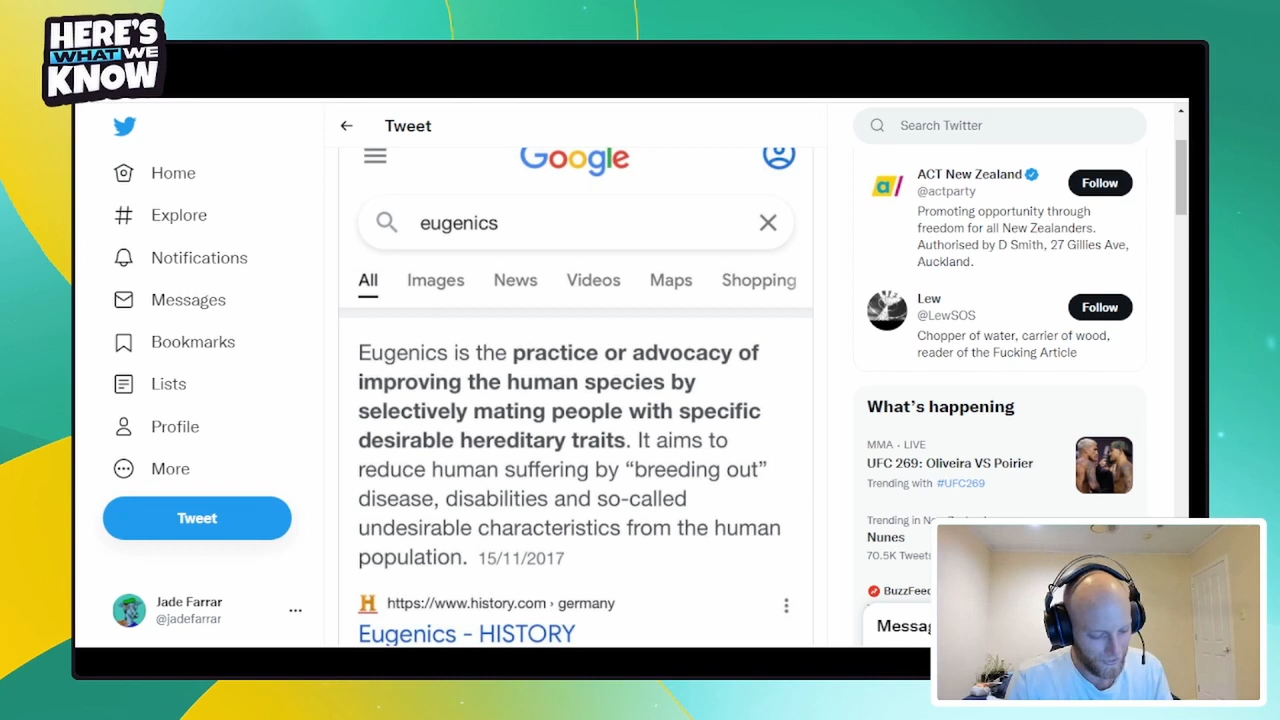 HERE'S
WHAT WE
KNOW
Home
Explore
Notifications
Messages
Bookmarks
Lists
Profile
More
Tweet
Jade Farrar
@jadefarrar
Tweet
Google
eugenics
All Images News Videos Maps Shopping
Eugenics is the practice or advocacy of
improving the human species by
selectively mating people with specific
desirable hereditary traits. It aims to
reduce human suffering by “breeding out”
disease, disabilities and so-called
undesirable characteristics from the human
population. 15/11/2017
H https://www.history.com › germany
Eugenics - HISTORY
Search Twitter
ACT New Zealand
@actparty
Follow
a/
Promoting opportunity through
freedom for all New Zealanders.
Authorised by D Smith, 27 Gillies Ave,
Auckland.
Lew
@LewSOS
Follow
Chopper of water, carrier of wood,
reader of the Fucking Article
What’s happening
MMA · LIVE
UFC 269: Oliveira VS Poirier
Trending with #UFC269
Trending in
Nunes
70.5K Tweets
BuzzFeed
Messa